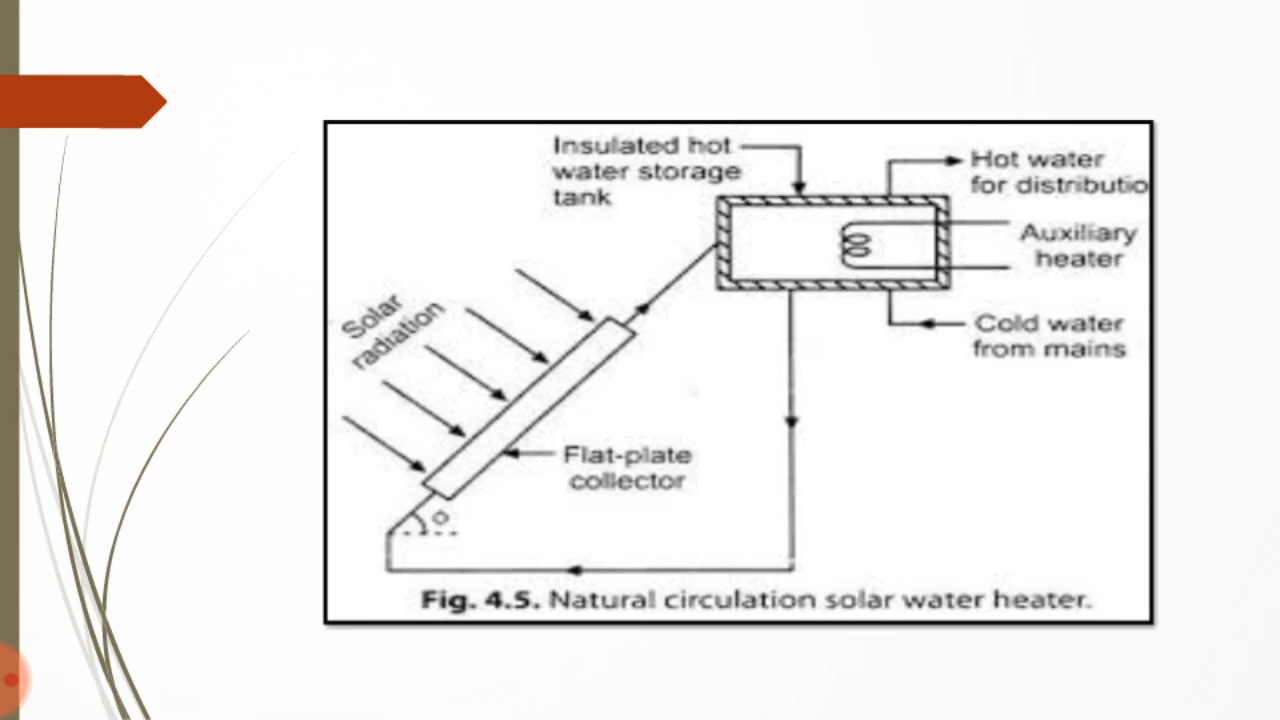 Insulated hot
water storage
tank
Hot water
for distributio
Auxiliary
heater
Cold water
from mains
Solar
radiation
Flat-plate
collector
Fig. 4.5. Natural circulation solar water heater.